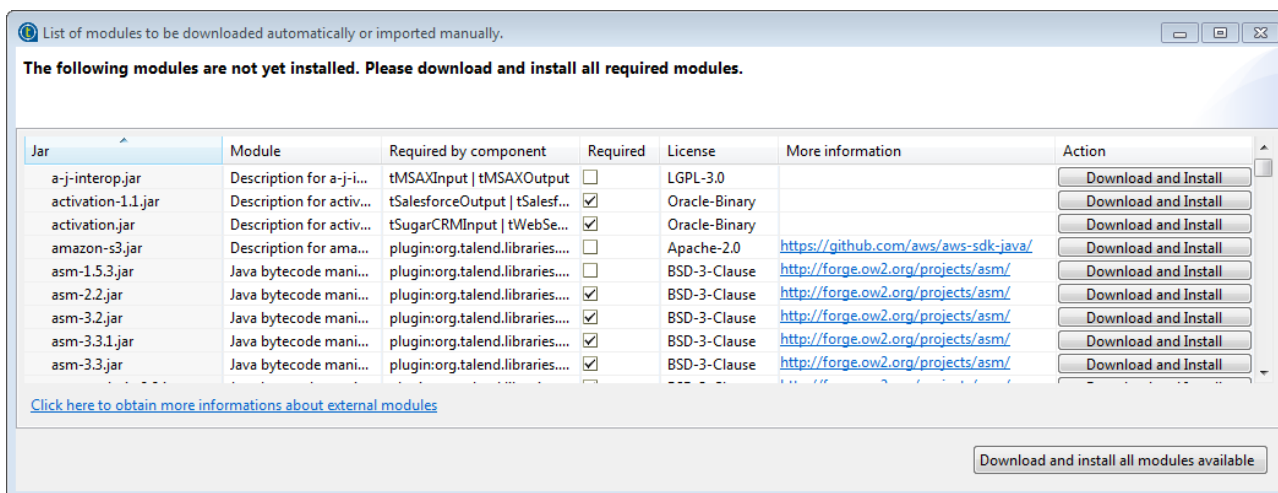 List of modules to be downloaded automatically or imported manually.
The following modules are not yet installed. Please download and install all required modules.
Jar Module Required by component Required License More information Action
a-j-interop.jar Description for a-j-i... tMSAXInput | tMSAXOutput LGPL-3.0 Download and Install
activation-1.1.jar Description for activ... tSalesforceOutput | tSalesf... Oracle-Binary Download and Install
activation.jar Description for activ... tSugarCRMInput | tWebSe... Oracle-Binary Download and Install
amazon-s3.jar Description for ama... plugin:org.talend.libraries.... Apache-2.0 https://github.com/aws/aws-sdk-java/ Download and Install
asm-1.5.3.jar Java bytecode mani... plugin:org.talend.libraries.... BSD-3-Clause http://forge.ow2.org/projects/asm/ Download and Install
asm-2.2.jar Java bytecode mani... plugin:org.talend.libraries.... BSD-3-Clause http://forge.ow2.org/projects/asm/ Download and Install
asm-3.2.jar Java bytecode mani... plugin:org.talend.libraries.... BSD-3-Clause http://forge.ow2.org/projects/asm/ Download and Install
asm-3.3.1.jar Java bytecode mani... plugin:org.talend.libraries.... BSD-3-Clause http://forge.ow2.org/projects/asm/ Download and Install
asm-3.3.jar Java bytecode mani... plugin:org.talend.libraries.... BSD-3-Clause http://forge.ow2.org/projects/asm/ Download and Install
Click here to obtain more informations about external modules
Download and install all modules available